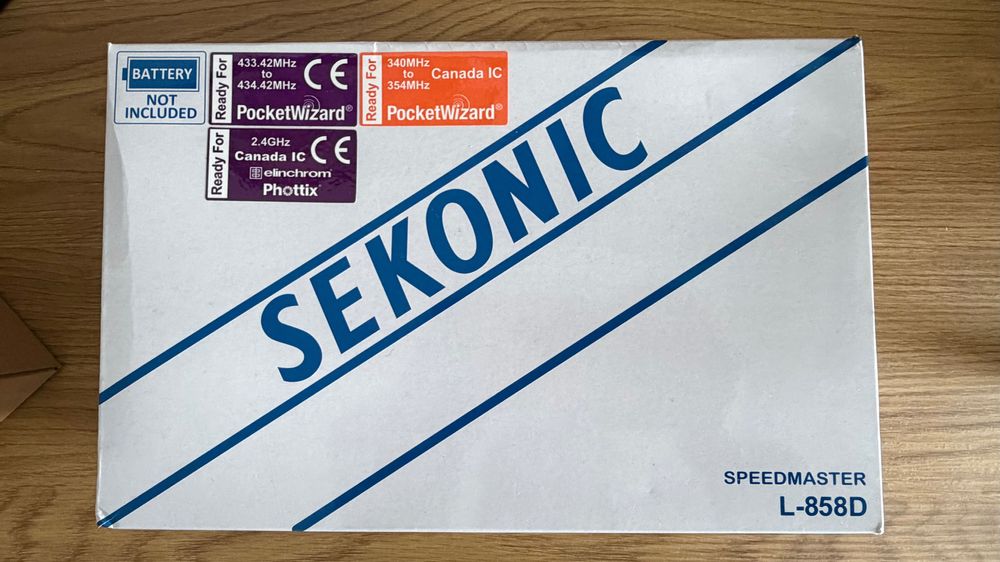 BATTERY
NOT
INCLUDED
Ready For
433.42MHz
to
434.42MHz
CE
PocketWizard®
Ready For
340MHz
to
354MHz
Canada IC
PocketWizard®
Ready For
2.4GHz
Canada IC
CE
elinchrom
Phottix®
SEKONIC
SPEEDMASTER
L-858D